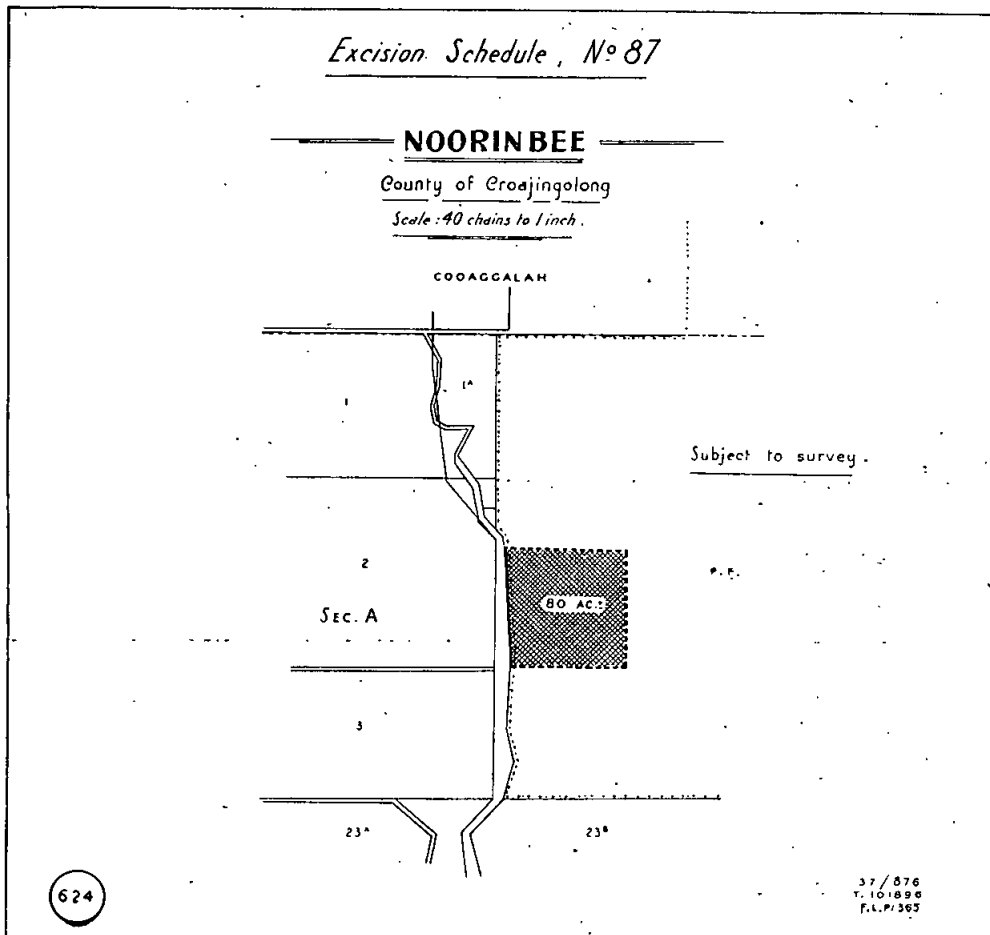 Excision Schedule, Nº 87
NOORINBEE
County of Croajingolong
Scale: 40 chains to 1 inch.
COOAGGALAH
1ᴬ
1
Subject to survey.
2
P. F.
80 AC.±
SEC. A
3
23ᴬ
23ᴮ
624
37/876
T. 101896
F.L.P. 365